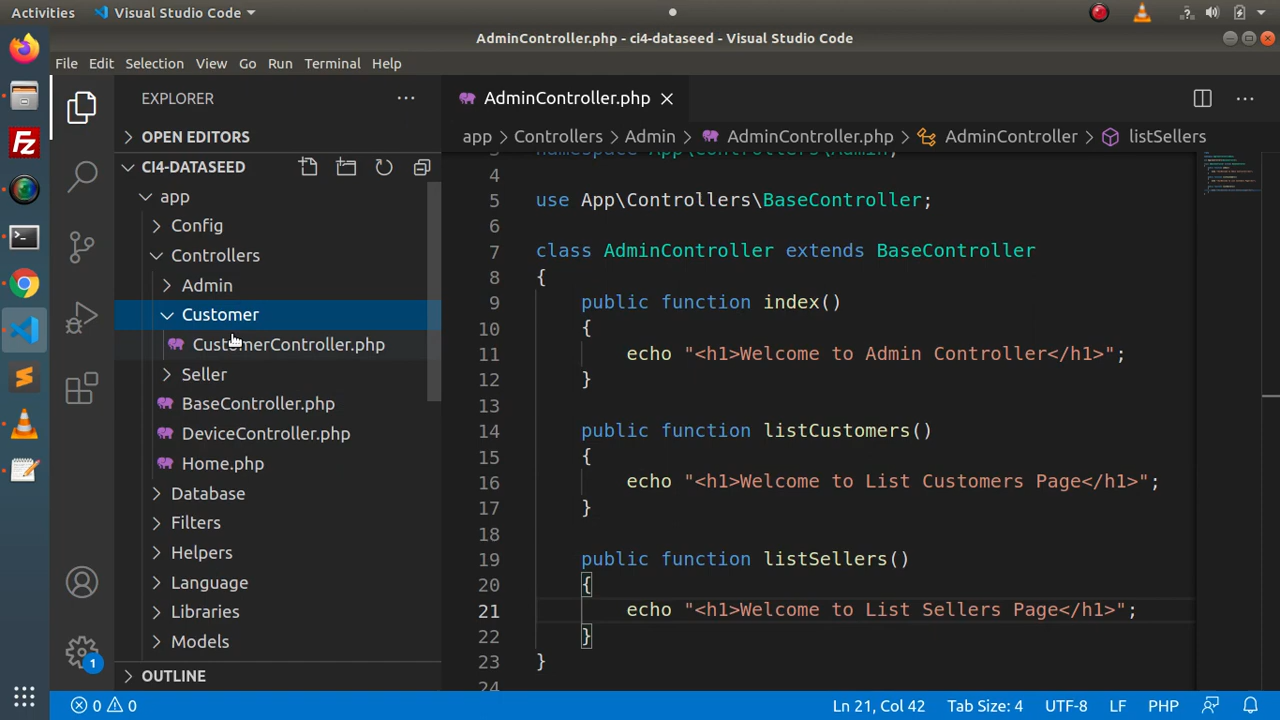 Activities Visual Studio Code
AdminController.php - ci4-dataseed - Visual Studio Code
File Edit Selection View Go Run Terminal Help
EXPLORER
OPEN EDITORS
CI4-DATASEED
app
Config
Controllers
Admin
Customer
CustomerController.php
Seller
BaseController.php
DeviceController.php
Home.php
Database
Filters
Helpers
Language
Libraries
Models
OUTLINE
1
AdminController.php
app Controllers Admin AdminController.php AdminController listSellers
3 namespace App\Controllers\Admin;
4
5 use App\Controllers\BaseController;
6
7 class AdminController extends BaseController
8 {
9 public function index()
10 {
11 echo "<h1>Welcome to Admin Controller</h1>";
12 }
13
14 public function listCustomers()
15 {
16 echo "<h1>Welcome to List Customers Page</h1>";
17 }
18
19 public function listSellers()
20 {
21 echo "<h1>Welcome to List Sellers Page</h1>";
22 }
23 }
24
0 0 Ln 21, Col 42 Tab Size: 4 UTF-8 LF PHP